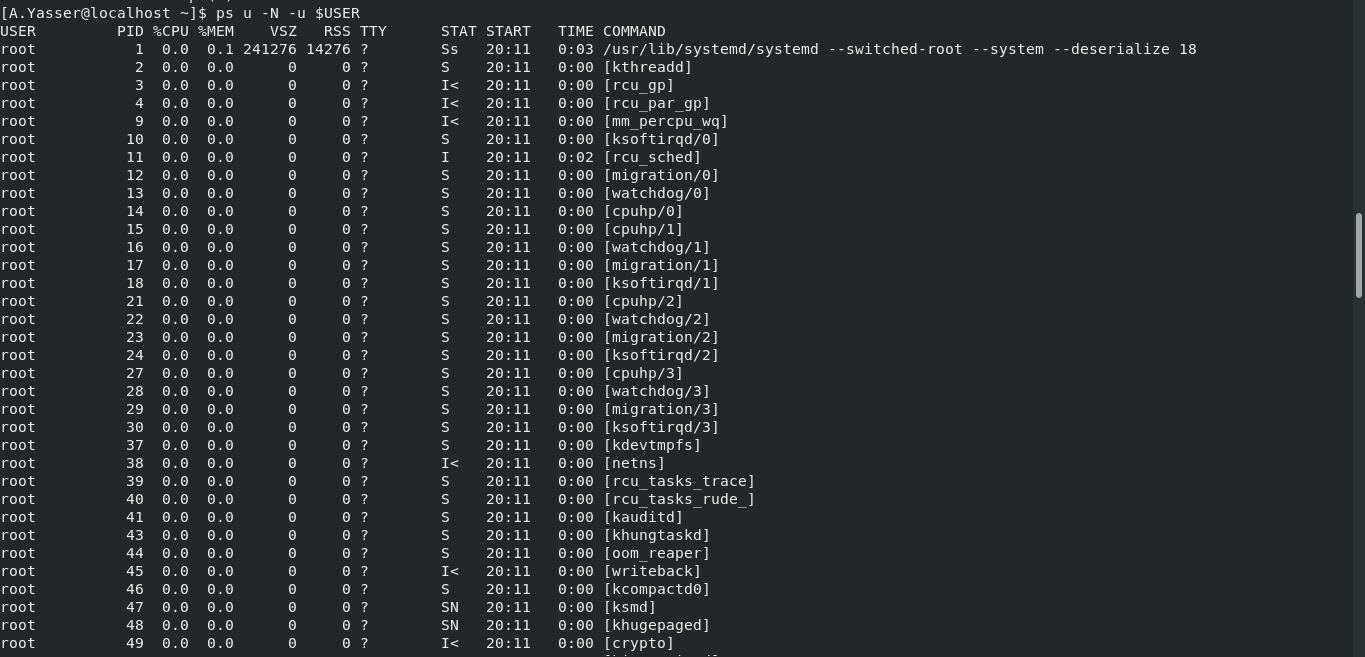 [A.Yasser@localhost ~]$ ps u -N -u $USER
USER         PID %CPU %MEM    VSZ   RSS TTY      STAT START   TIME COMMAND
root           1  0.0  0.1 241276 14276 ?        Ss   20:11   0:03 /usr/lib/systemd/systemd --switched-root --system --deserialize 18
root           2  0.0  0.0      0     0 ?        S    20:11   0:00 [kthreadd]
root           3  0.0  0.0      0     0 ?        I<   20:11   0:00 [rcu_gp]
root           4  0.0  0.0      0     0 ?        I<   20:11   0:00 [rcu_par_gp]
root           9  0.0  0.0      0     0 ?        I<   20:11   0:00 [mm_percpu_wq]
root          10  0.0  0.0      0     0 ?        S    20:11   0:00 [ksoftirqd/0]
root          11  0.0  0.0      0     0 ?        I    20:11   0:02 [rcu_sched]
root          12  0.0  0.0      0     0 ?        S    20:11   0:00 [migration/0]
root          13  0.0  0.0      0     0 ?        S    20:11   0:00 [watchdog/0]
root          14  0.0  0.0      0     0 ?        S    20:11   0:00 [cpuhp/0]
root          15  0.0  0.0      0     0 ?        S    20:11   0:00 [cpuhp/1]
root          16  0.0  0.0      0     0 ?        S    20:11   0:00 [watchdog/1]
root          17  0.0  0.0      0     0 ?        S    20:11   0:00 [migration/1]
root          18  0.0  0.0      0     0 ?        S    20:11   0:00 [ksoftirqd/1]
root          21  0.0  0.0      0     0 ?        S    20:11   0:00 [cpuhp/2]
root          22  0.0  0.0      0     0 ?        S    20:11   0:00 [watchdog/2]
root          23  0.0  0.0      0     0 ?        S    20:11   0:00 [migration/2]
root          24  0.0  0.0      0     0 ?        S    20:11   0:00 [ksoftirqd/2]
root          27  0.0  0.0      0     0 ?        S    20:11   0:00 [cpuhp/3]
root          28  0.0  0.0      0     0 ?        S    20:11   0:00 [watchdog/3]
root          29  0.0  0.0      0     0 ?        S    20:11   0:00 [migration/3]
root          30  0.0  0.0      0     0 ?        S    20:11   0:00 [ksoftirqd/3]
root          37  0.0  0.0      0     0 ?        S    20:11   0:00 [kdevtmpfs]
root          38  0.0  0.0      0     0 ?        I<   20:11   0:00 [netns]
root          39  0.0  0.0      0     0 ?        S    20:11   0:00 [rcu_tasks_trace]
root          40  0.0  0.0      0     0 ?        S    20:11   0:00 [rcu_tasks_rude_]
root          41  0.0  0.0      0     0 ?        S    20:11   0:00 [kauditd]
root          43  0.0  0.0      0     0 ?        S    20:11   0:00 [khungtaskd]
root          44  0.0  0.0      0     0 ?        S    20:11   0:00 [oom_reaper]
root          45  0.0  0.0      0     0 ?        I<   20:11   0:00 [writeback]
root          46  0.0  0.0      0     0 ?        S    20:11   0:00 [kcompactd0]
root          47  0.0  0.0      0     0 ?        SN   20:11   0:00 [ksmd]
root          48  0.0  0.0      0     0 ?        SN   20:11   0:00 [khugepaged]
root          49  0.0  0.0      0     0 ?        I<   20:11   0:00 [crypto]